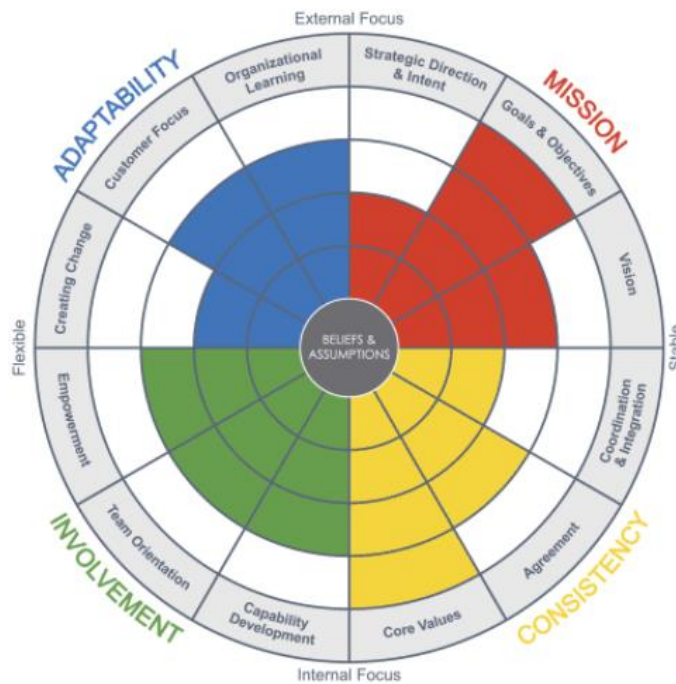 External Focus
ADAPTABILITY
MISSION
Organizational
Learning
Strategic Direction
& Intent
Customer Focus
Goals & Objectives
Creating Change
Vision
Flexible
BELIEFS &
ASSUMPTIONS
Stable
Empowerment
Coordination
& Integration
Team Orientation
Agreement
Capability
Development
Core Values
INVOLVEMENT
CONSISTENCY
Internal Focus